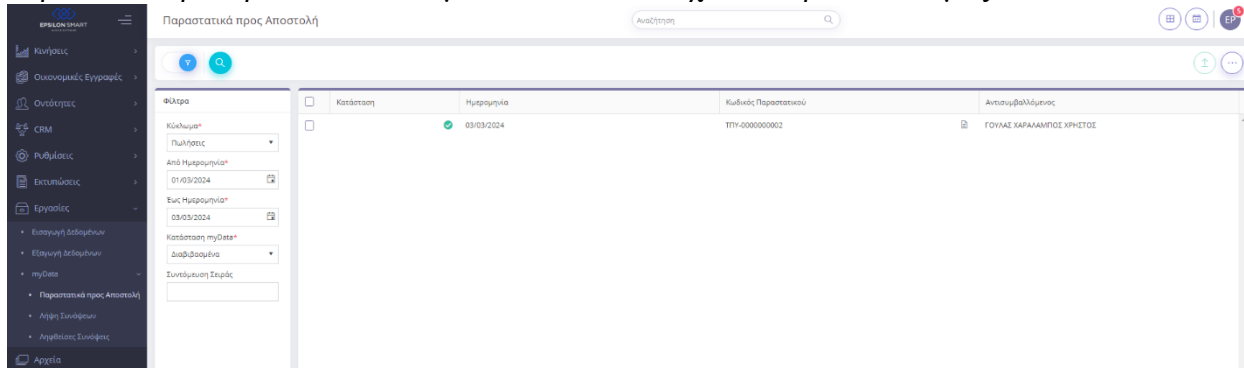 EPSILON SMART
Παραστατικά προς Αποστολή
Αναζήτηση
EP
5
Κινήσεις
Οικονομικές Εγγραφές
Οντότητες
CRM
Ρυθμίσεις
Εκτυπώσεις
Εργασίες
Εισαγωγή Δεδομένων
Εξαγωγή Δεδομένων
myData
Παραστατικά προς Αποστολή
Λήψη Συνόψεων
Ληφθείσες Συνόψεις
Αρχεία
Φίλτρα
Κύκλωμα*
Πωλήσεις
Από Ημερομηνία*
01/03/2024
Έως Ημερομηνία*
03/03/2024
Κατάσταση myData*
Διαβιβασμένα
Συντόμευση Σειράς
Κατάσταση Ημερομηνία Κωδικός Παραστατικού Αντισυμβαλλόμενος
03/03/2024 ΤΠΥ-0000000002 ΓΟΥΛΑΣ ΧΑΡΑΛΑΜΠΟΣ ΧΡΗΣΤΟΣ